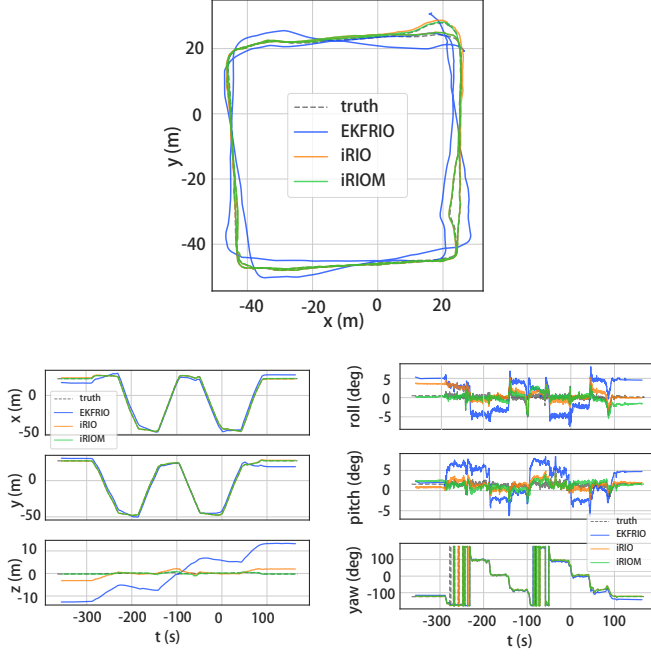 20
0
-20
-40
y (m)
truth
EKFRIO
iRIO
iRIOM
-40 -20 0 20
x (m)
0
-50
x (m)
truth
EKFRIO
iRIO
iRIOM
0
-50
y (m)
10
0
-10
z (m)
-300 -200 -100 0 100
t (s)
5
0
-5
roll (deg)
5
0
-5
pitch (deg)
truth
EKFRIO
iRIO
iRIOM
100
0
-100
yaw (deg)
-300 -200 -100 0 100
t (s)